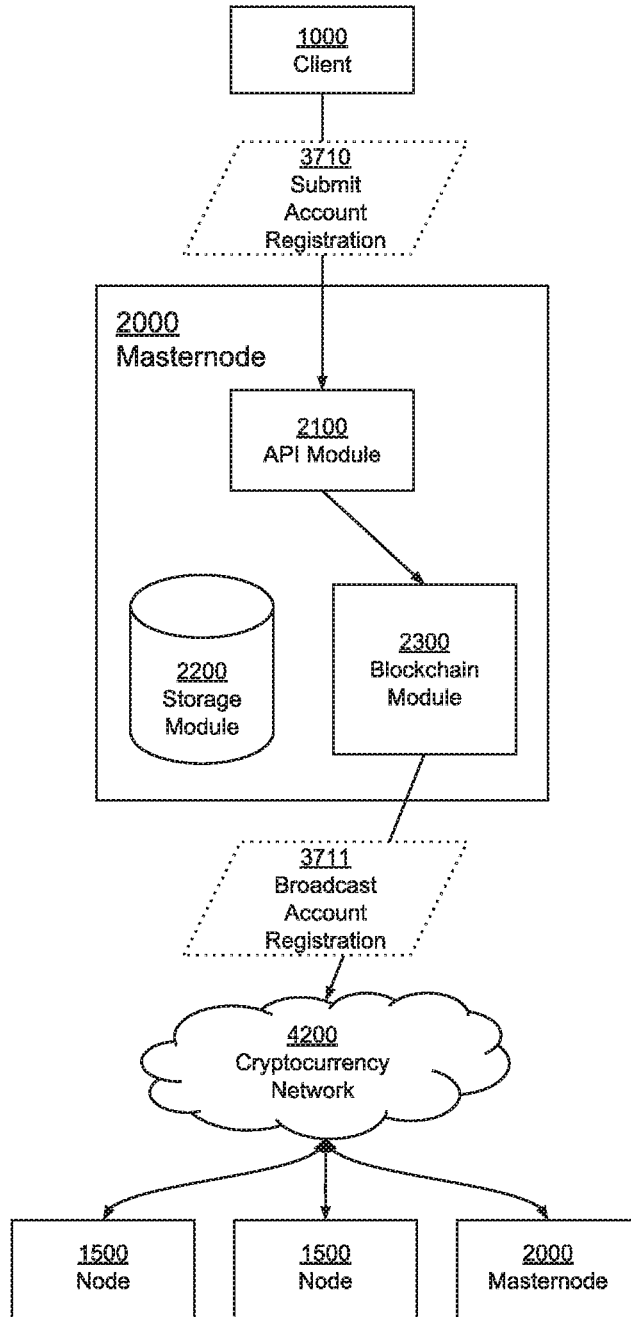 1000
Client
3710
Submit
Account
Registration
2000
Masternode
2100
API Module
2200
Storage
Module
2300
Blockchain
Module
3711
Broadcast
Account
Registration
4200
Cryptocurrency
Network
1500
Node
1500
Node
2000
Masternode